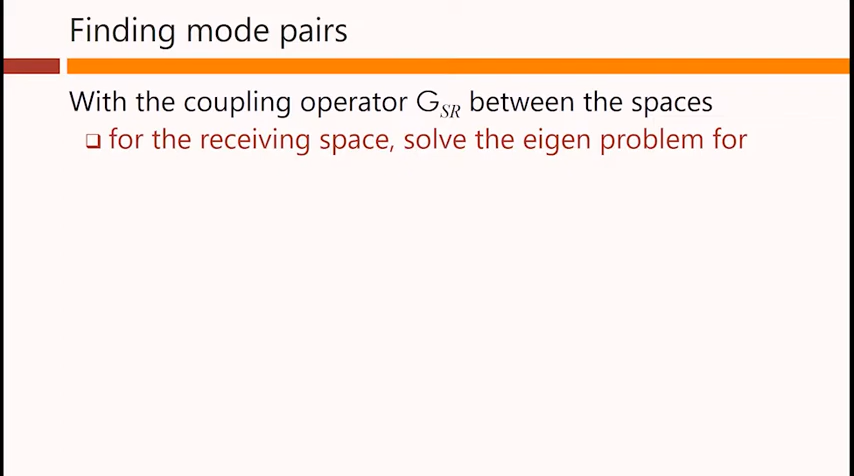 Finding mode pairs
With the coupling operator G_SR between the spaces
❑ for the receiving space, solve the eigen problem for